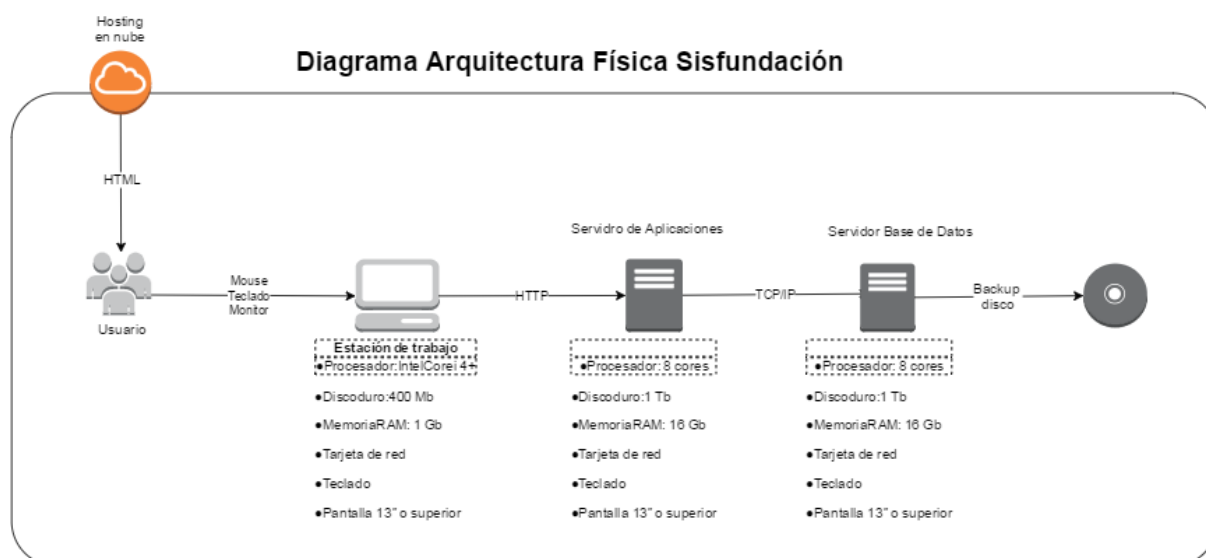 Hosting
en nube
Diagrama Arquitectura Física Sisfundación
HTML
Servidro de Aplicaciones
Servidor Base de Datos
Mouse
Teclado
Monitor
HTTP
TCP/IP
Backup
disco
Usuario
Estación de trabajo
●Procesador:IntelCorei 4+
●Discoduro:400 Mb
●MemoriaRAM: 1 Gb
●Tarjeta de red
●Teclado
●Pantalla 13" o superior
●Procesador: 8 cores
●Discoduro:1 Tb
●MemoriaRAM: 16 Gb
●Tarjeta de red
●Teclado
●Pantalla 13" o superior
●Procesador: 8 cores
●Discoduro:1 Tb
●MemoriaRAM: 16 Gb
●Tarjeta de red
●Teclado
●Pantalla 13" o superior